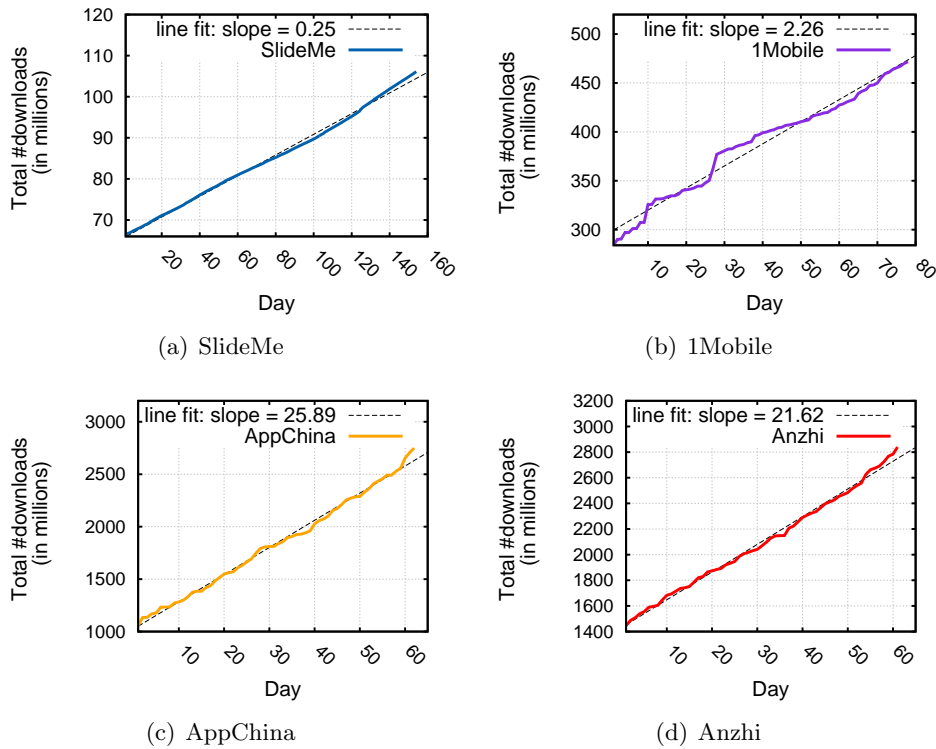 line fit: slope = 0.25
SlideMe
120
110
100
90
80
70
Total #downloads
(in millions)
20
40
60
80
100
120
140
160
Day
(a) SlideMe
line fit: slope = 2.26
1Mobile
500
450
400
350
300
Total #downloads
(in millions)
10
20
30
40
50
60
70
80
Day
(b) 1Mobile
line fit: slope = 25.89
AppChina
3000
2500
2000
1500
1000
Total #downloads
(in millions)
10
20
30
40
50
60
Day
(c) AppChina
line fit: slope = 21.62
Anzhi
3200
3000
2800
2600
2400
2200
2000
1800
1600
1400
Total #downloads
(in millions)
10
20
30
40
50
60
Day
(d) Anzhi